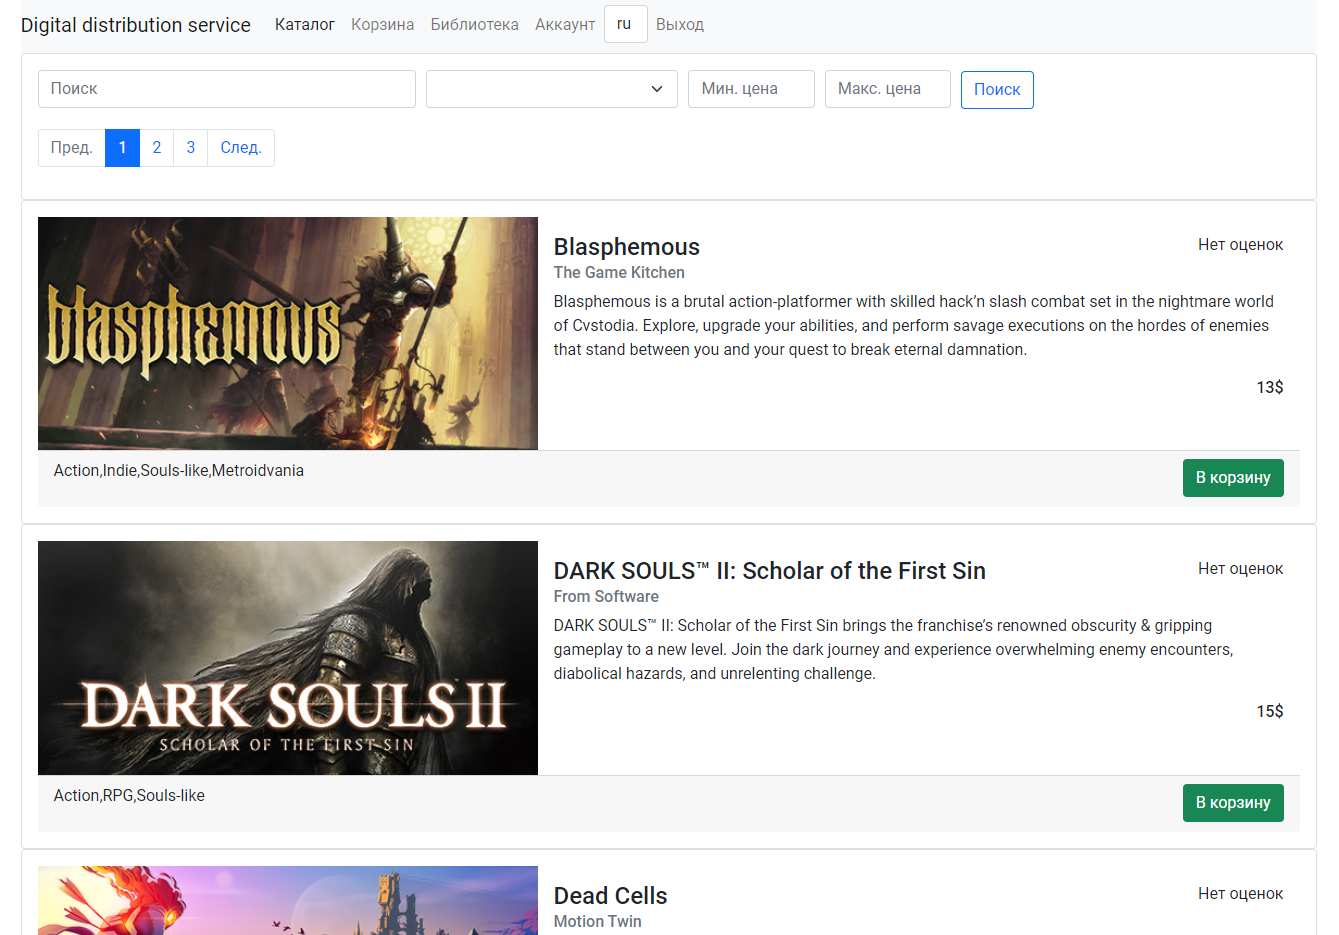 Digital distribution service Каталог Корзина Библиотека Аккаунт ru Выход
Поиск Мин. цена Макс. цена Поиск
Пред. 1 2 3 След.
blasphemous
Blasphemous
Нет оценок
The Game Kitchen
Blasphemous is a brutal action-platformer with skilled hack’n slash combat set in the nightmare world
of Cvstodia. Explore, upgrade your abilities, and perform savage executions on the hordes of enemies
that stand between you and your quest to break eternal damnation.
13$
Action,Indie,Souls-like,Metroidvania
В корзину
DARK SOULS II
SCHOLAR OF THE FIRST SIN
DARK SOULS™ II: Scholar of the First Sin
Нет оценок
From Software
DARK SOULS™ II: Scholar of the First Sin brings the franchise’s renowned obscurity & gripping
gameplay to a new level. Join the dark journey and experience overwhelming enemy encounters,
diabolical hazards, and unrelenting challenge.
15$
Action,RPG,Souls-like
В корзину
Dead Cells
Нет оценок
Motion Twin